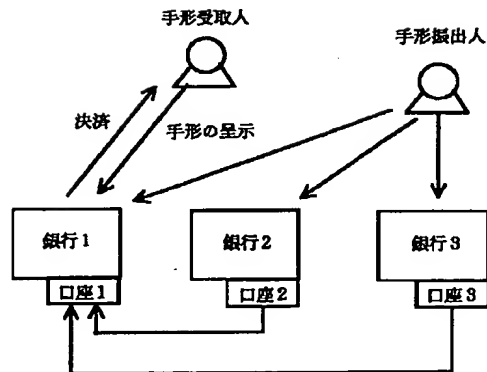 手形受取人
手形振出人
決済
手形の呈示
銀行1
銀行2
銀行3
口座1
口座2
口座3